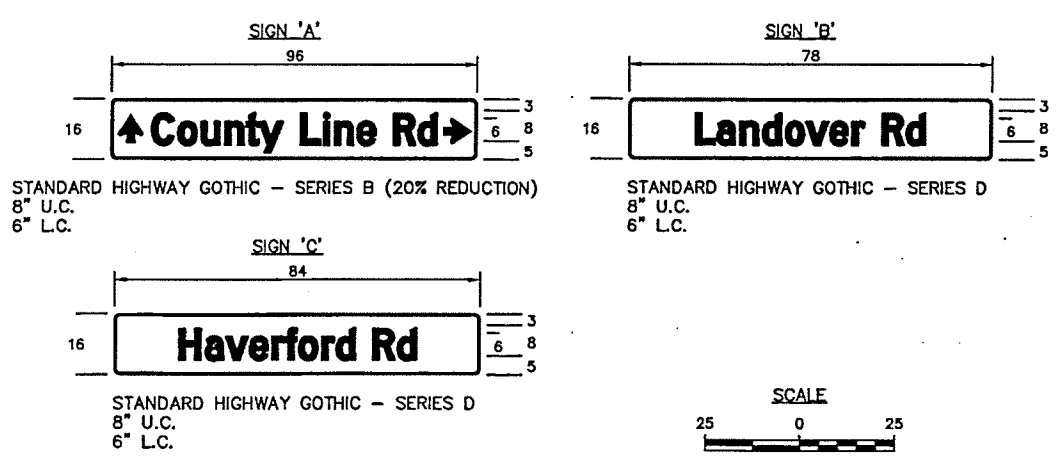 SIGN 'A'
96
16
County Line Rd
3
6 8
5
STANDARD HIGHWAY GOTHIC – SERIES B (20% REDUCTION)
8" U.C.
6" L.C.
SIGN 'B'
78
16
Landover Rd
3
6 8
5
STANDARD HIGHWAY GOTHIC – SERIES D
8" U.C.
6" L.C.
SIGN 'C'
84
16
Haverford Rd
3
6 8
5
STANDARD HIGHWAY GOTHIC – SERIES D
8" U.C.
6" L.C.
SCALE
25 0 25